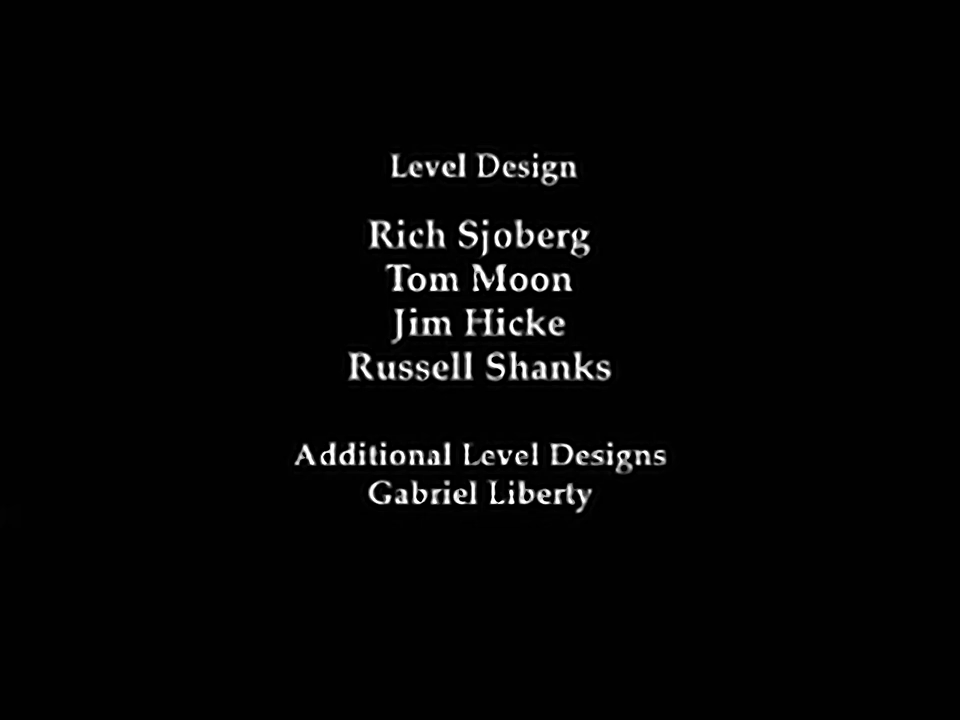 Level Design
Rich Sjoberg
Tom Moon
Jim Hicke
Russell Shanks
Additional Level Designs
Gabriel Liberty